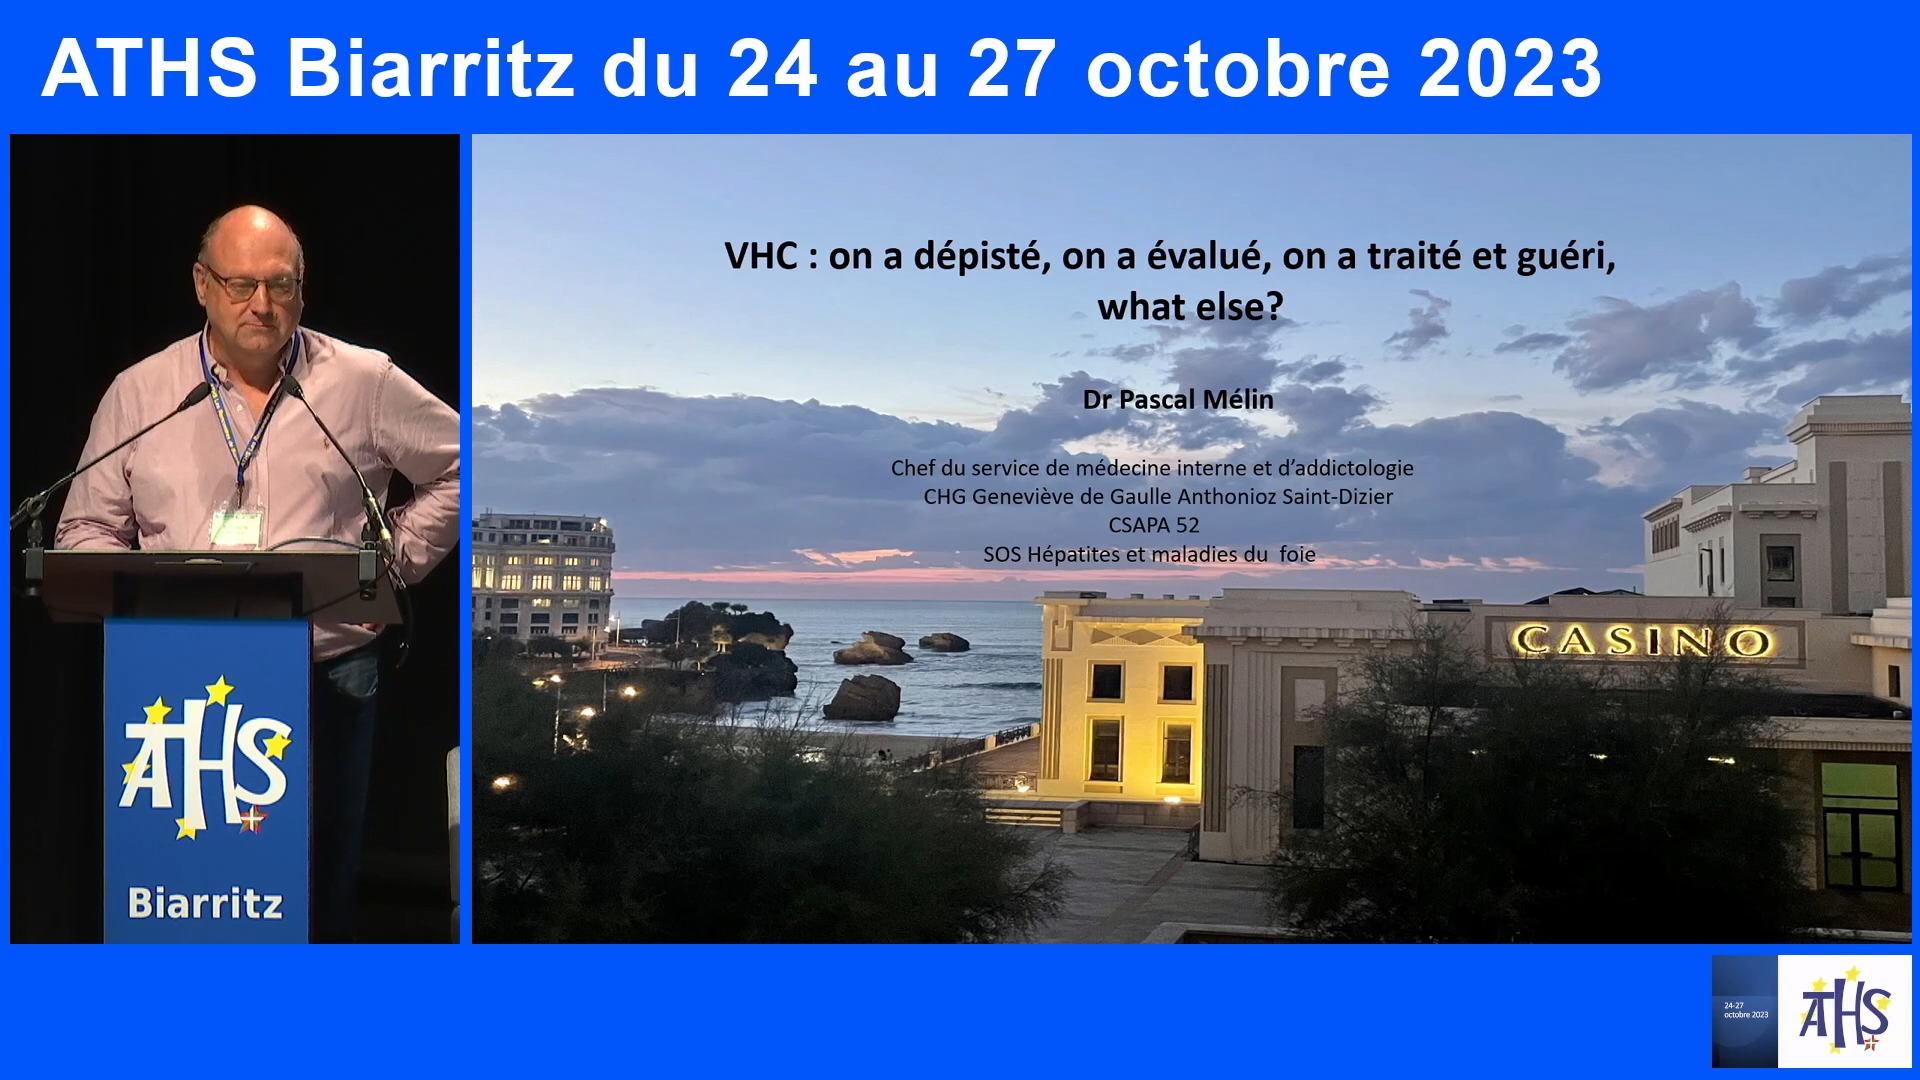 ATHS Biarritz du 24 au 27 octobre 2023
VHC : on a dépisté, on a évalué, on a traité et guéri,
what else?
Dr Pascal Mélin
Chef du service de médecine interne et d’addictologie
CHG Geneviève de Gaulle Anthonioz Saint-Dizier
CSAPA 52
SOS Hépatites et maladies du  foie
CASINO
ATHS
Biarritz
24-27
octobre 2023
ATHS